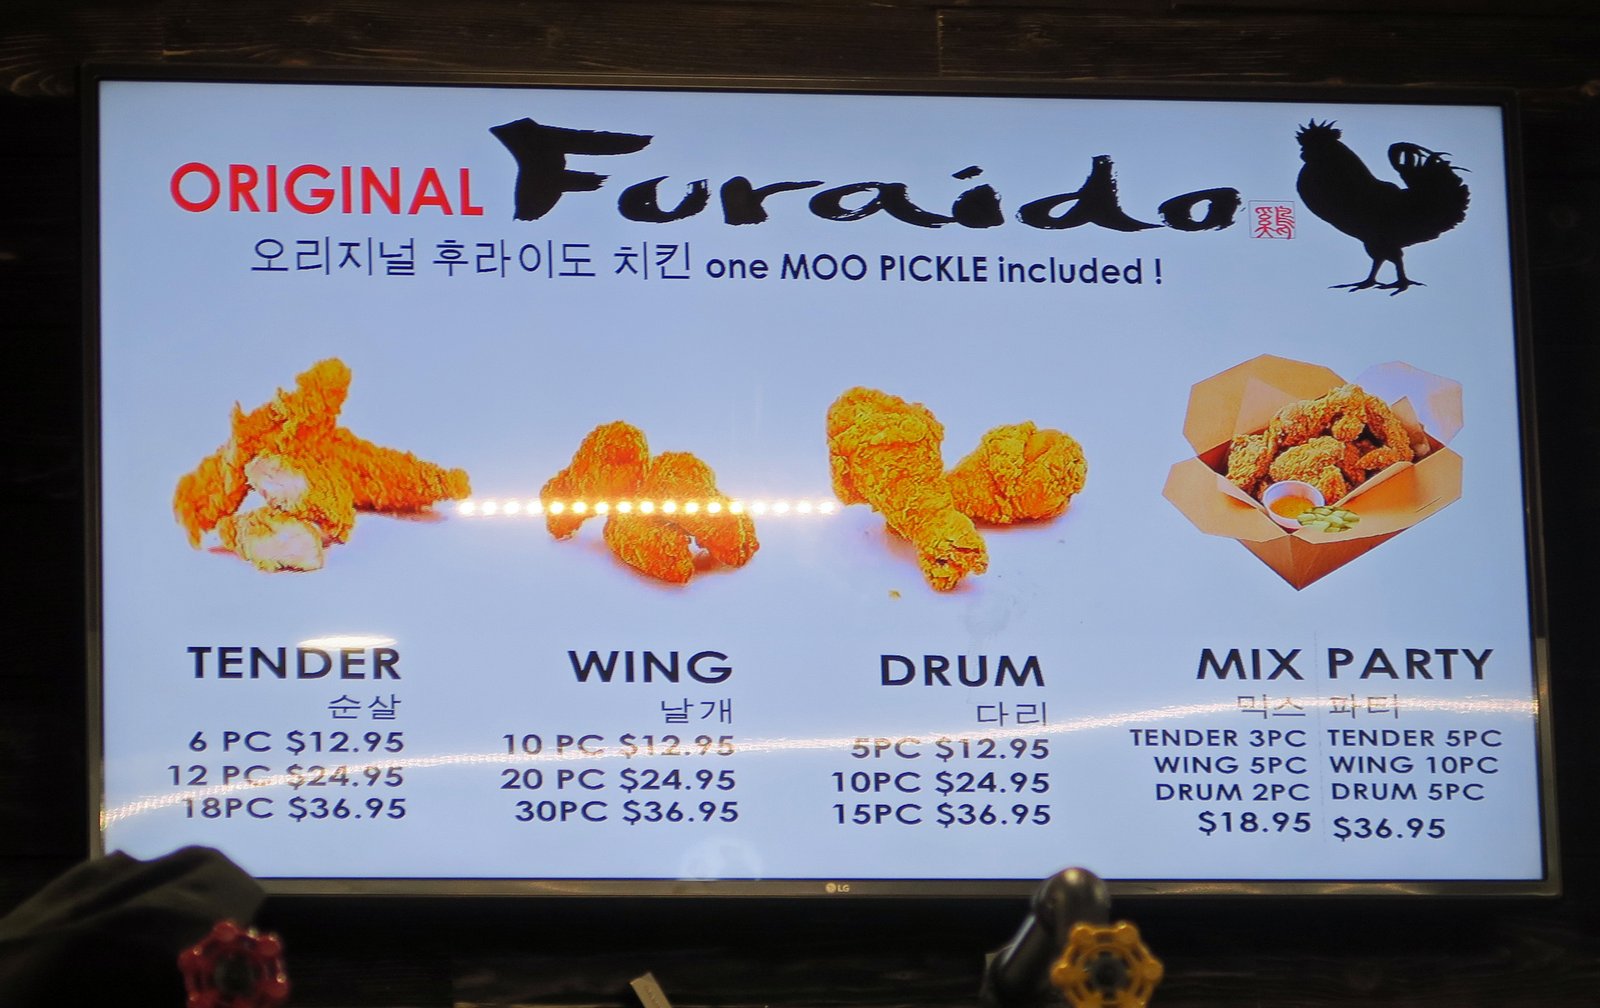 ORIGINAL Furaido 鷄
오리지널 후라이도 치킨 one MOO PICKLE included !
TENDER
순살
6 PC $12.95
12 PC $24.95
18PC $36.95
WING
날개
10 PC $12.95
20 PC $24.95
30PC $36.95
DRUM
다리
5PC $12.95
10PC $24.95
15PC $36.95
MIX
믹스
TENDER 3PC
WING 5PC
DRUM 2PC
$18.95
PARTY
파티
TENDER 5PC
WING 10PC
DRUM 5PC
$36.95
LG